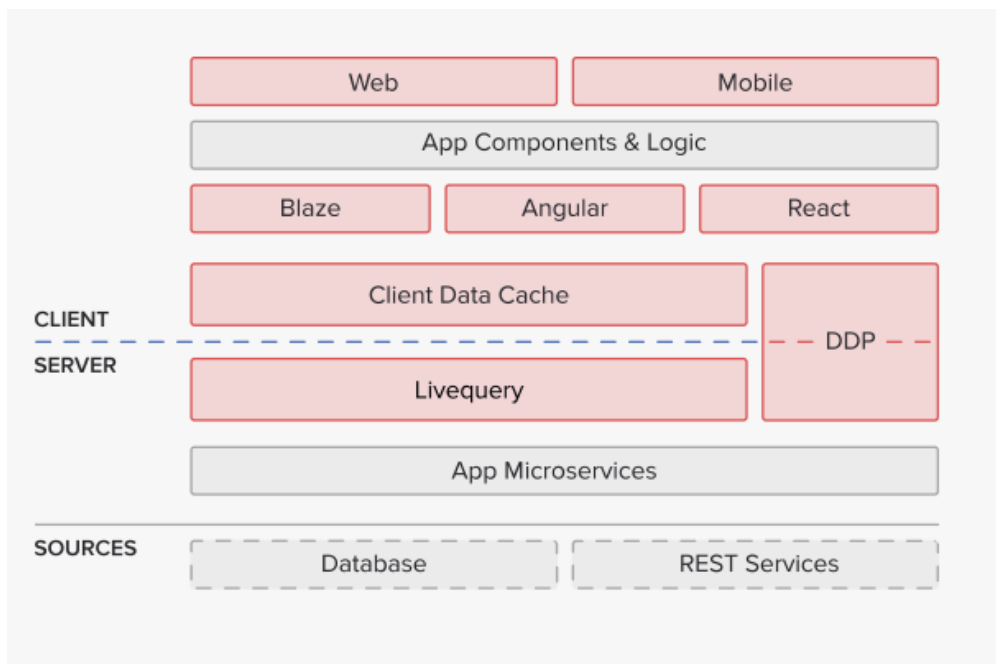 Web
Mobile
App Components & Logic
Blaze
Angular
React
Client Data Cache
CLIENT
DDP
SERVER
Livequery
App Microservices
SOURCES
Database
REST Services